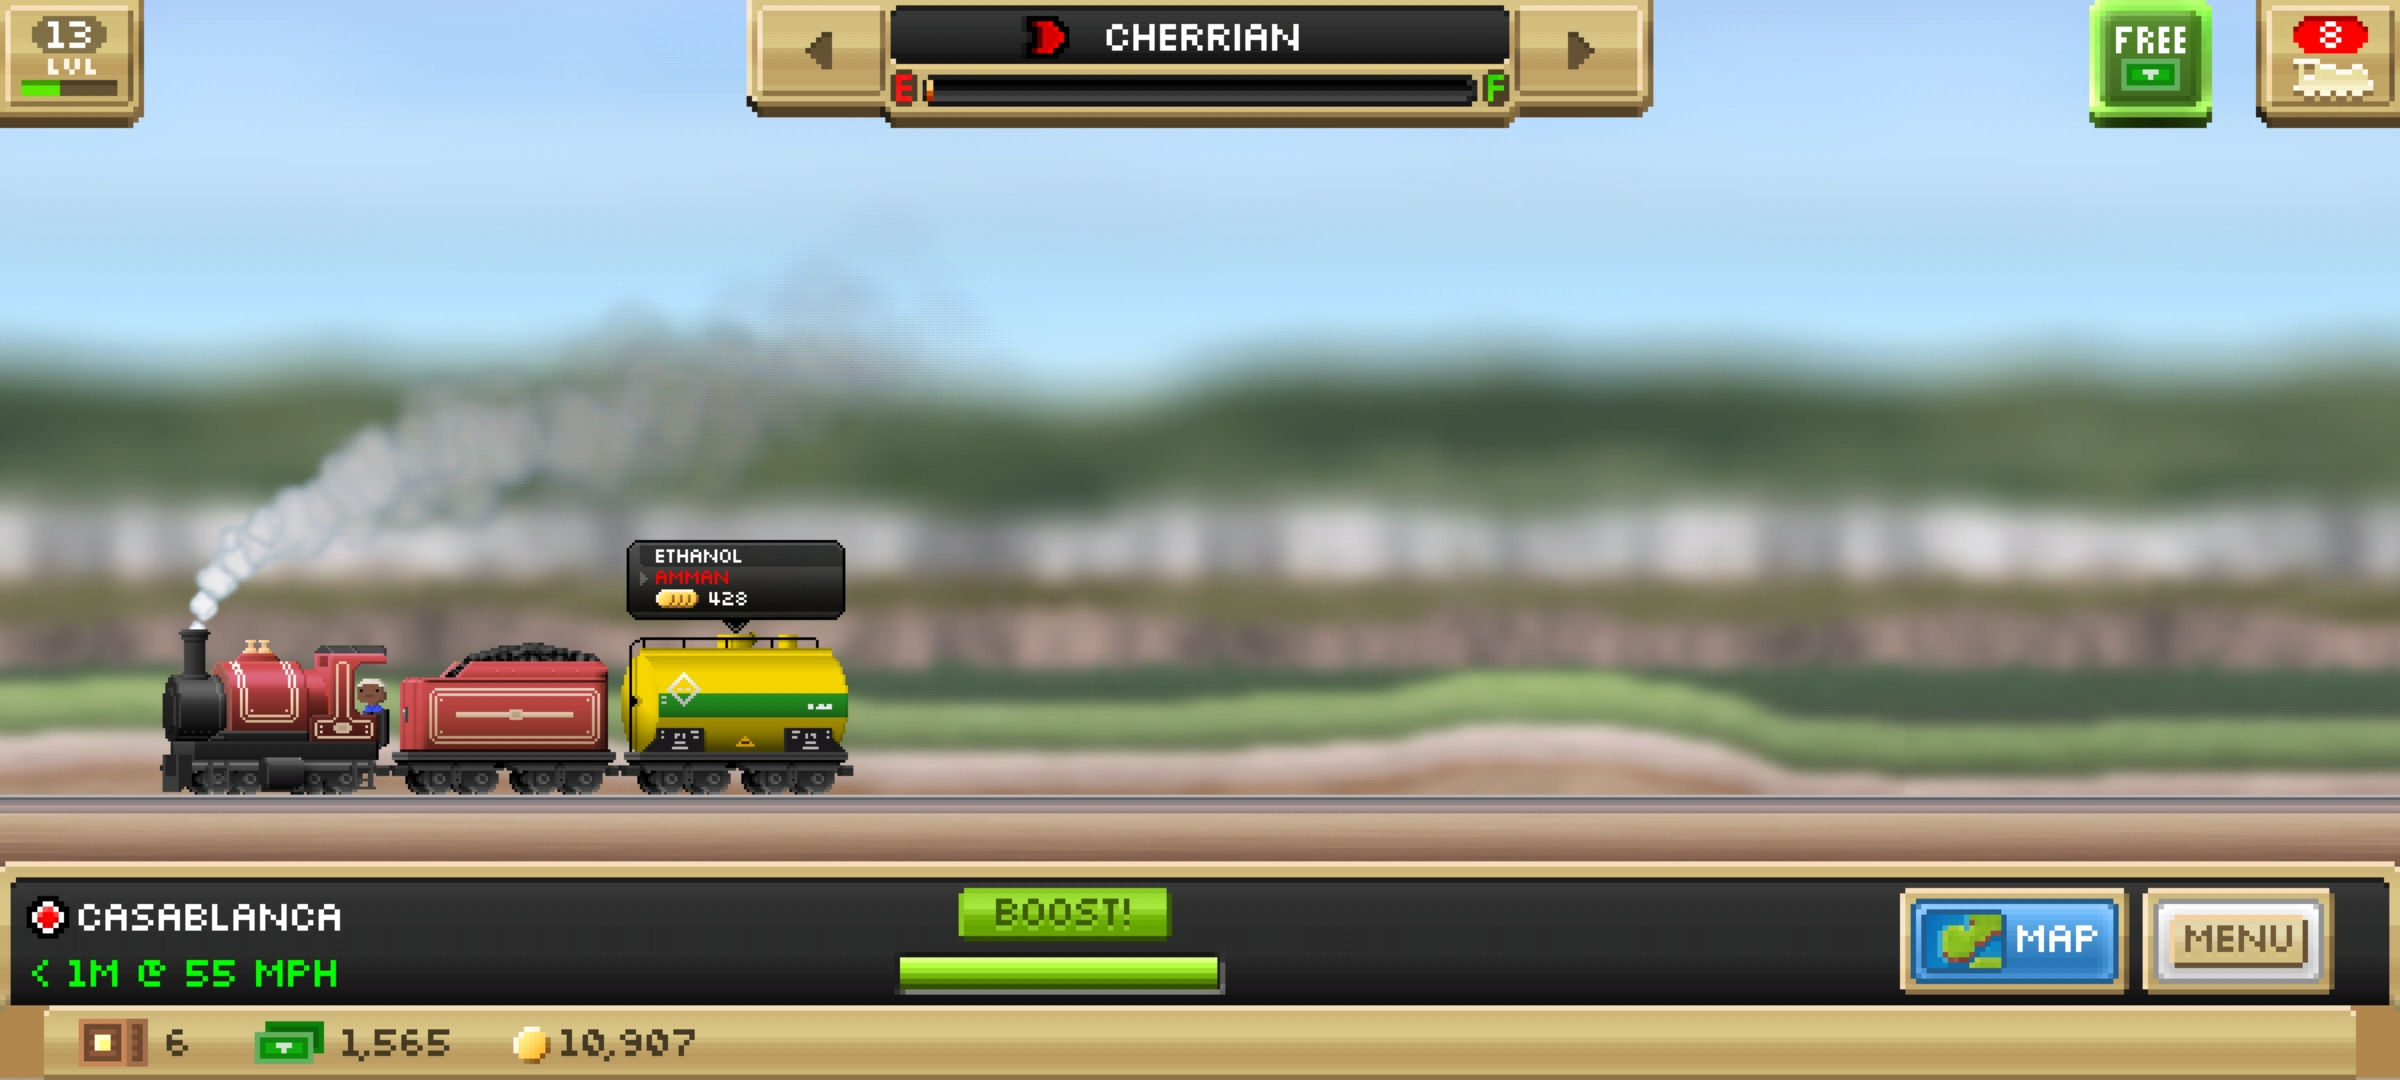 13
LVL
CHERRIAN
E
F
FREE
8
ETHANOL
AMMAN
428
CASABLANCA
< 1M @ 55 MPH
BOOST!
MAP
MENU
6
1,565
10,907